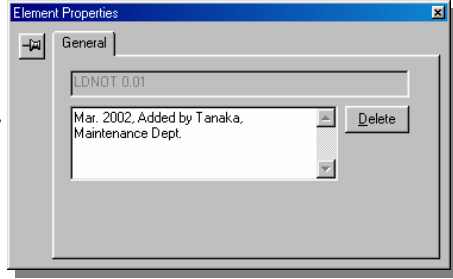 Element Properties
General
LDNOT 0.01
Mar. 2002, Added by Tanaka,
Maintenance Dept.
Delete